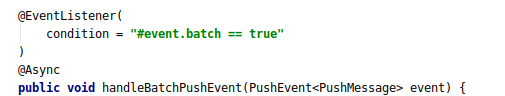 @EventListener(
    condition = "#event.batch == true"
)
@Async
public void handleBatchPushEvent(PushEvent<PushMessage> event) {